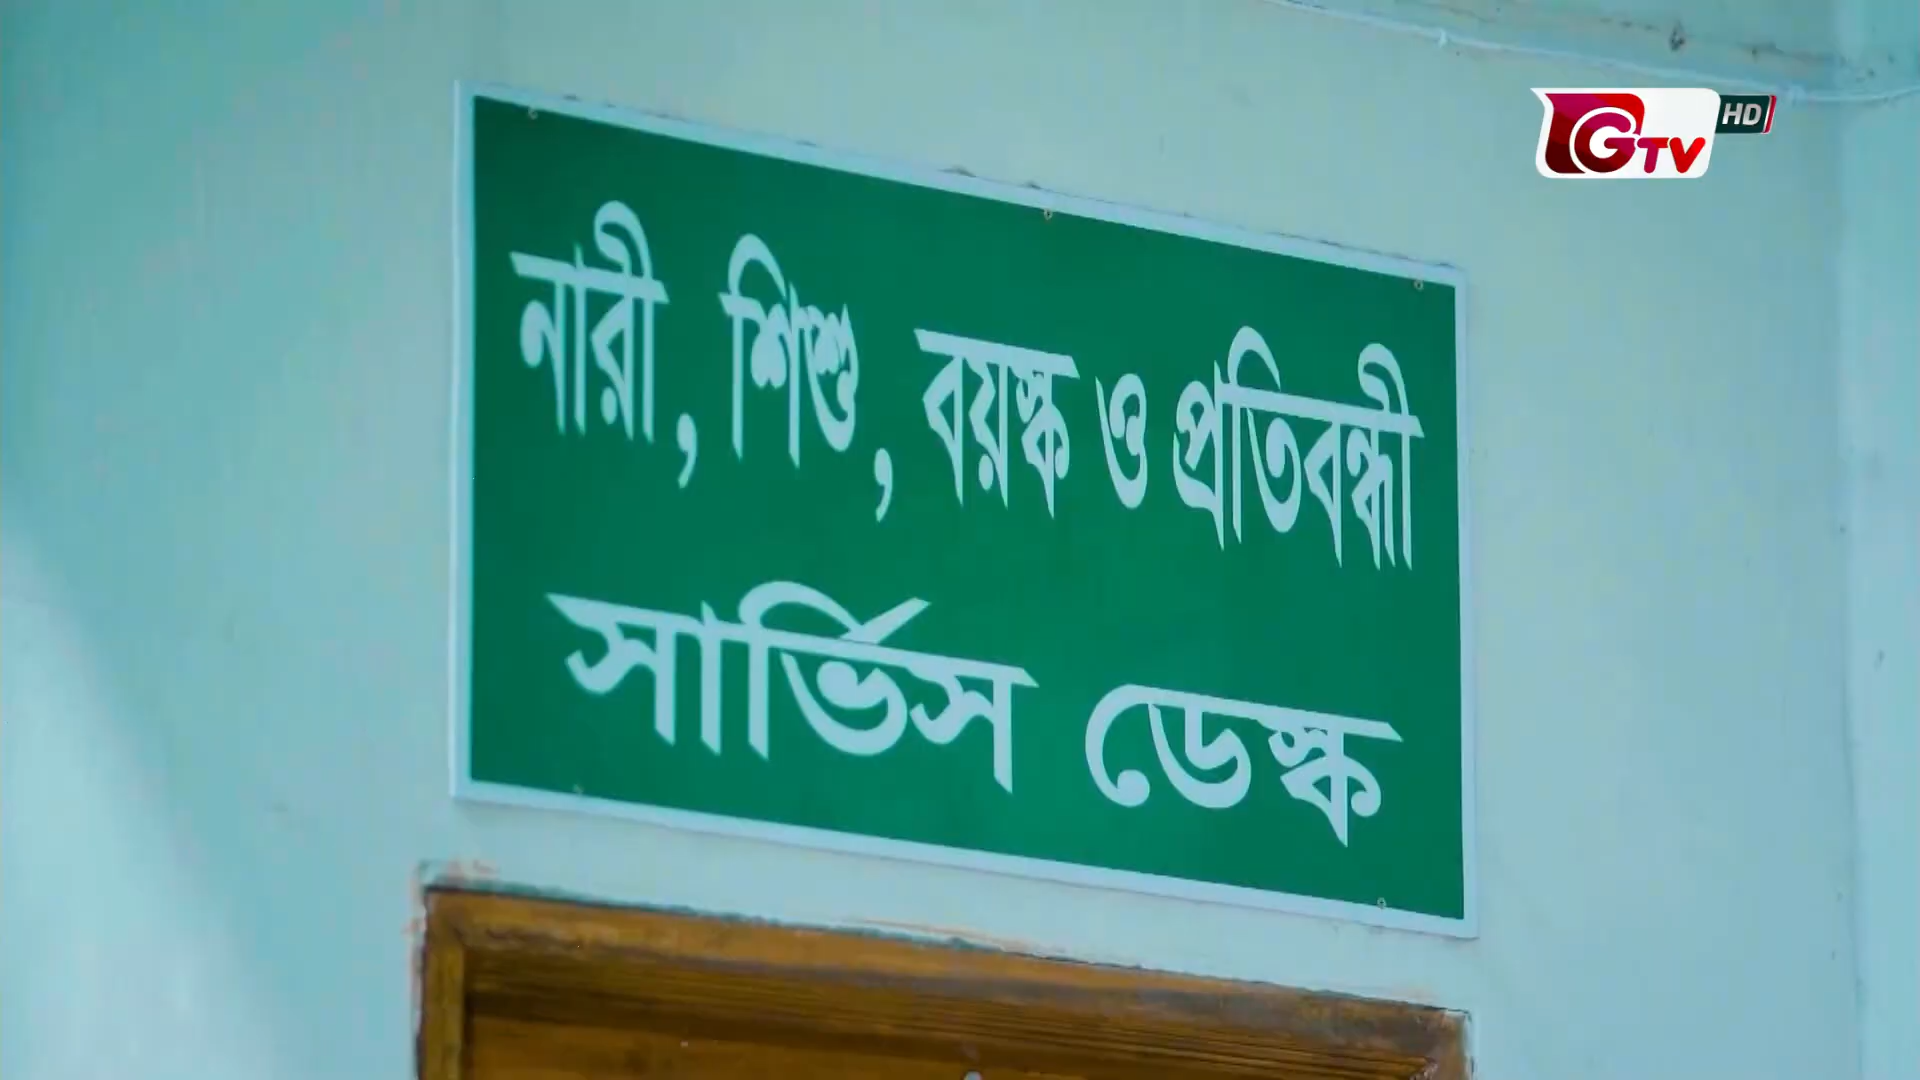 GTV HD
নারী, শিশু, বয়স্ক ও প্রতিবন্ধী
সার্ভিস ডেস্ক